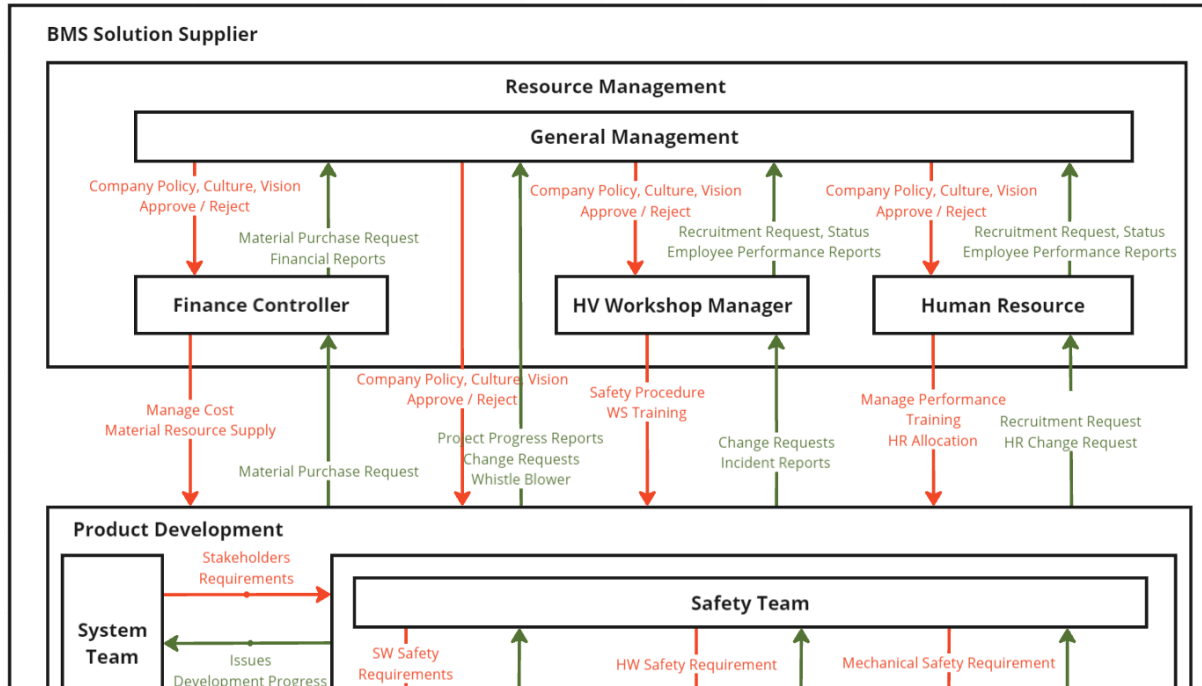 BMS Solution Supplier
Resource Management
General Management
Company Policy, Culture, Vision
Approve / Reject
Material Purchase Request
Financial Reports
Company Policy, Culture, Vision
Approve / Reject
Recruitment Request, Status
Employee Performance Reports
Company Policy, Culture, Vision
Approve / Reject
Recruitment Request, Status
Employee Performance Reports
Finance Controller
HV Workshop Manager
Human Resource
Manage Cost
Material Resource Supply
Material Purchase Request
Company Policy, Culture, Vision
Approve / Reject
Project Progress Reports
Change Requests
Whistle Blower
Safety Procedure
WS Training
Change Requests
Incident Reports
Manage Performance
Training
HR Allocation
Recruitment Request
HR Change Request
Product Development
Stakeholders
Requirements
System
Team
Issues
Development Progress
Safety Team
SW Safety
Requirements
HW Safety Requirement
Mechanical Safety Requirement